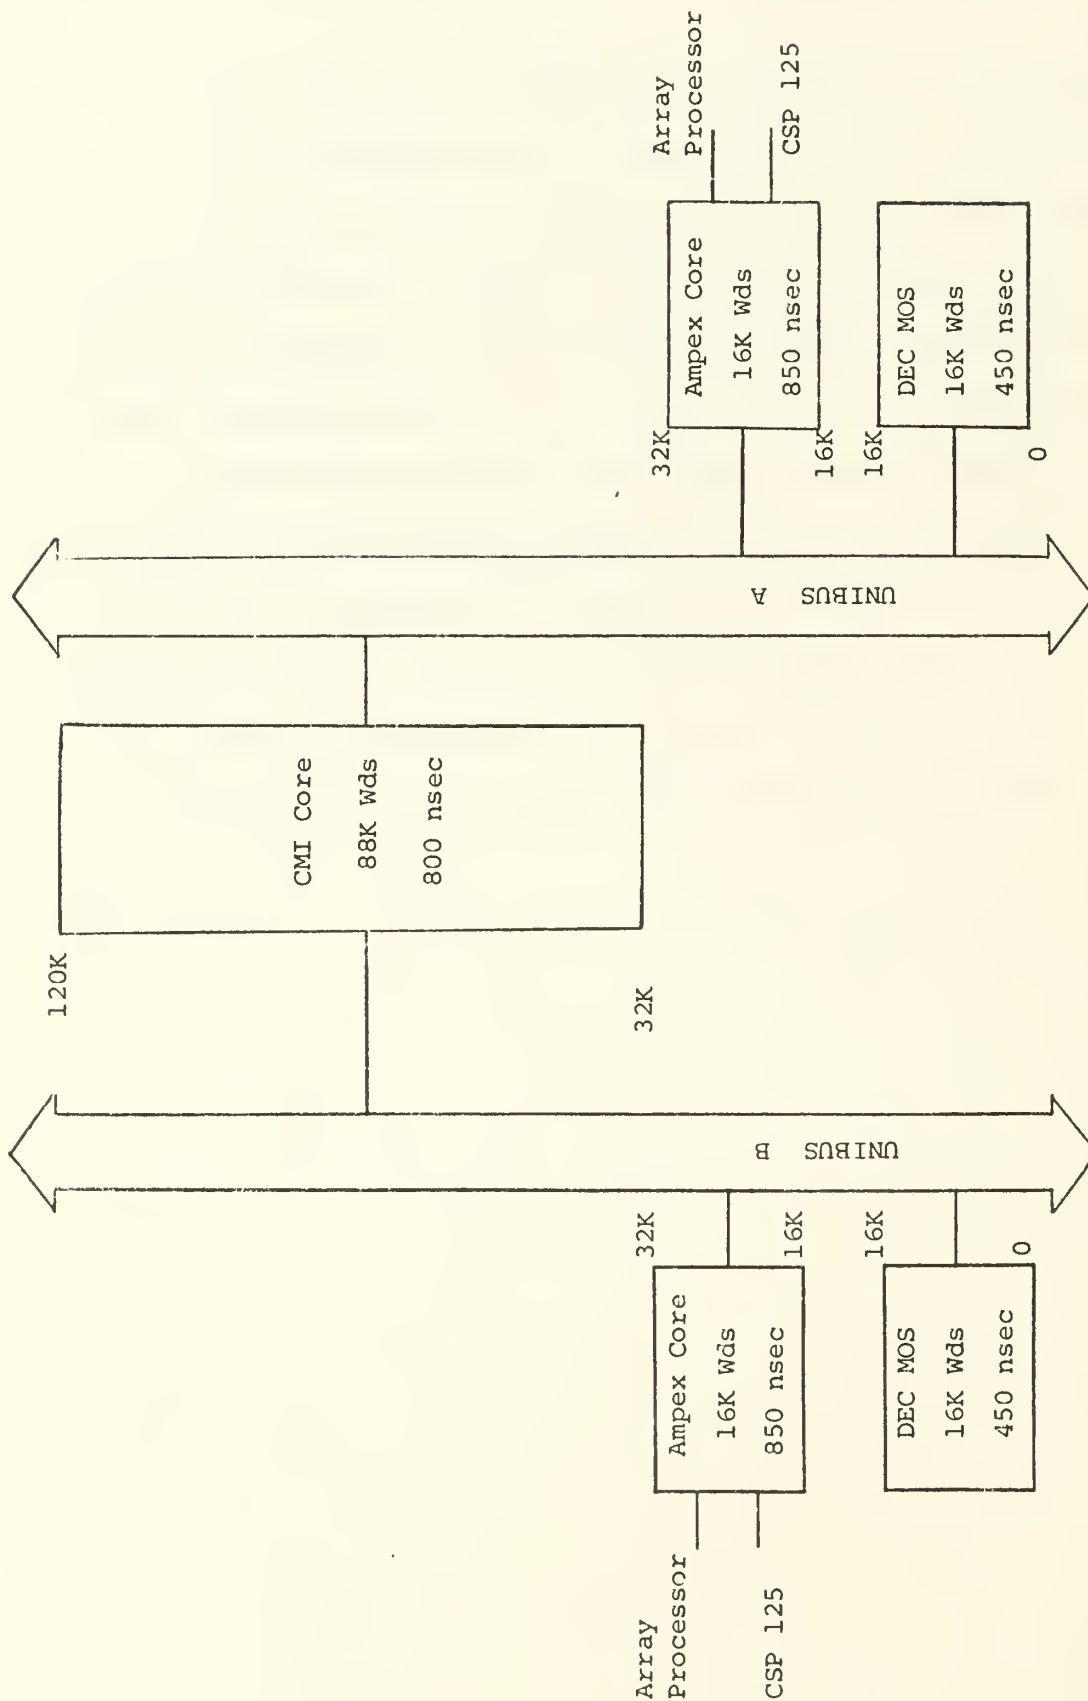 Array
Processor
CSP 125
32K
Ampex Core
16K Wds
850 nsec
16K
16K
DEC MOS
16K Wds
450 nsec
0
UNIBUS B
120K
CMI Core
88K Wds
800 nsec
32K
UNIBUS A
32K
Ampex Core
16K Wds
850 nsec
16K
Array
Processor
CSP 125
16K
DEC MOS
16K Wds
450 nsec
0